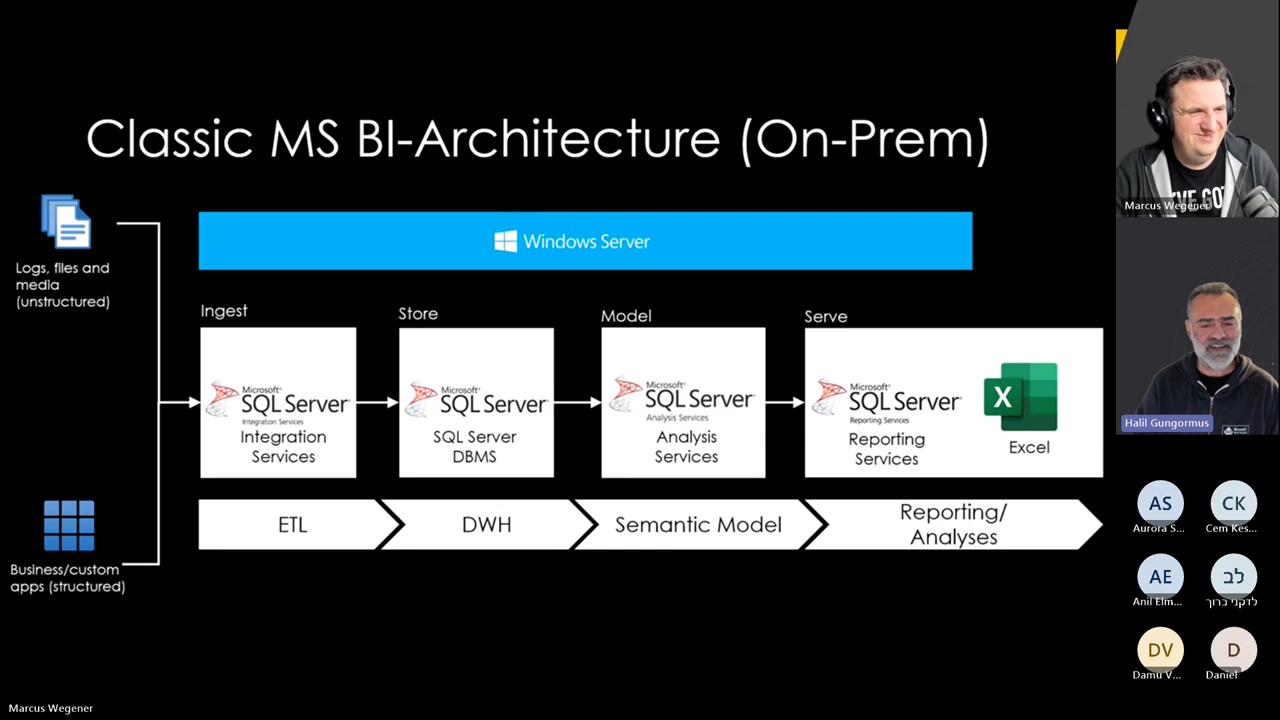 Classic MS BI-Architecture (On-Prem)
Windows Server
Logs, files and
media
(unstructured)
Business/custom
apps (structured)
Ingest
Microsoft®
SQL Server®
Integration Services
Integration
Services
Store
Microsoft®
SQL Server®
SQL Server
DBMS
Model
Microsoft®
SQL Server®
Analysis Services
Analysis
Services
Serve
Microsoft®
SQL Server®
Reporting Services
Reporting
Services
X
Excel
ETL
DWH
Semantic Model
Reporting/
Analyses
Marcus Wegener
Halil Gungormus
AS
Aurora S...
CK
Cem Kes...
AE
Anil Elm...
לב
לדקני ברוך
DV
Damu V...
D
Daniel
Marcus Wegener